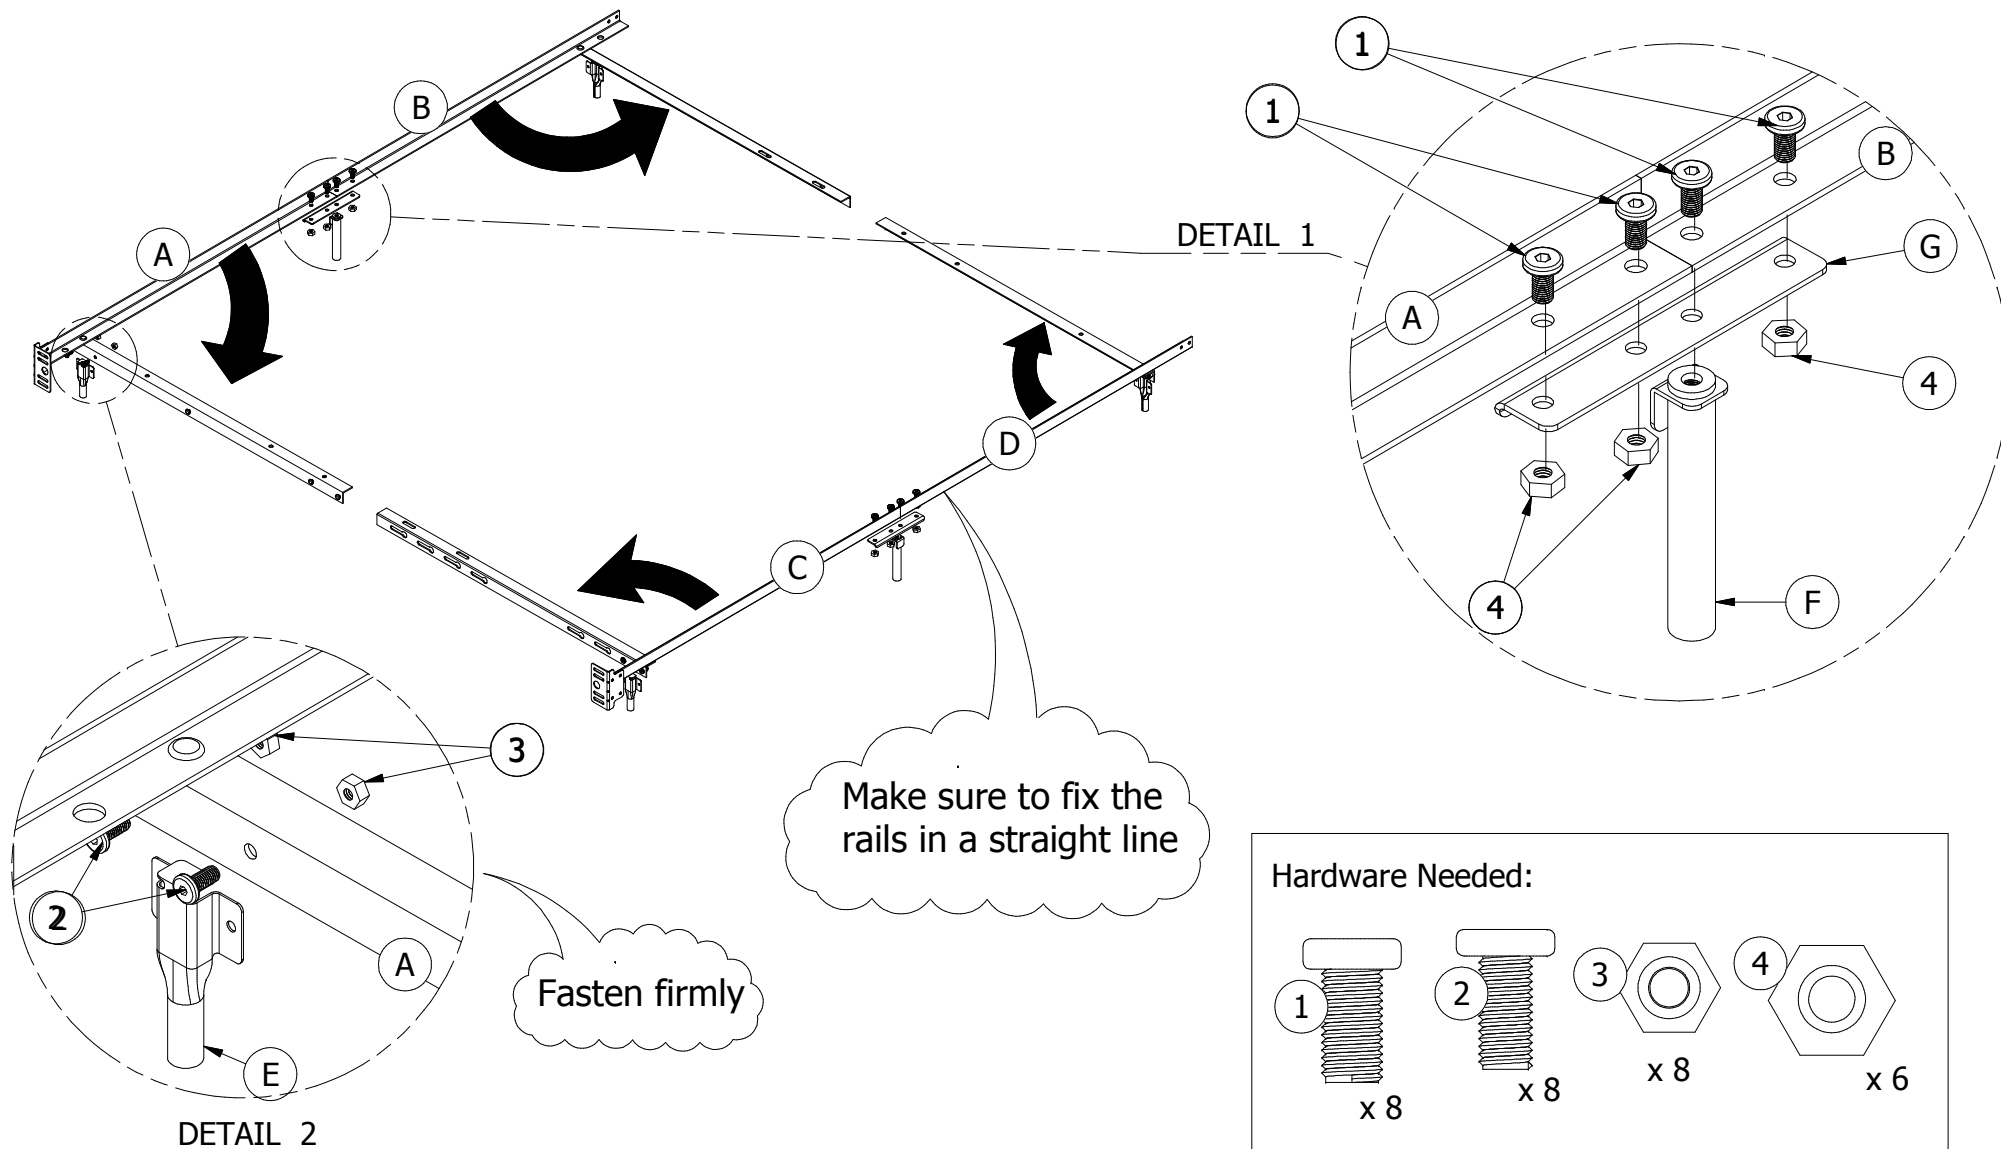 1
1
B
B
DETAIL 1
G
A
A
4
D
C
4
F
3
Make sure to fix the
rails in a straight line
2
A
Fasten firmly
E
DETAIL 2
Hardware Needed:
1
2
3
4
x 8
x 8
x 8
x 6